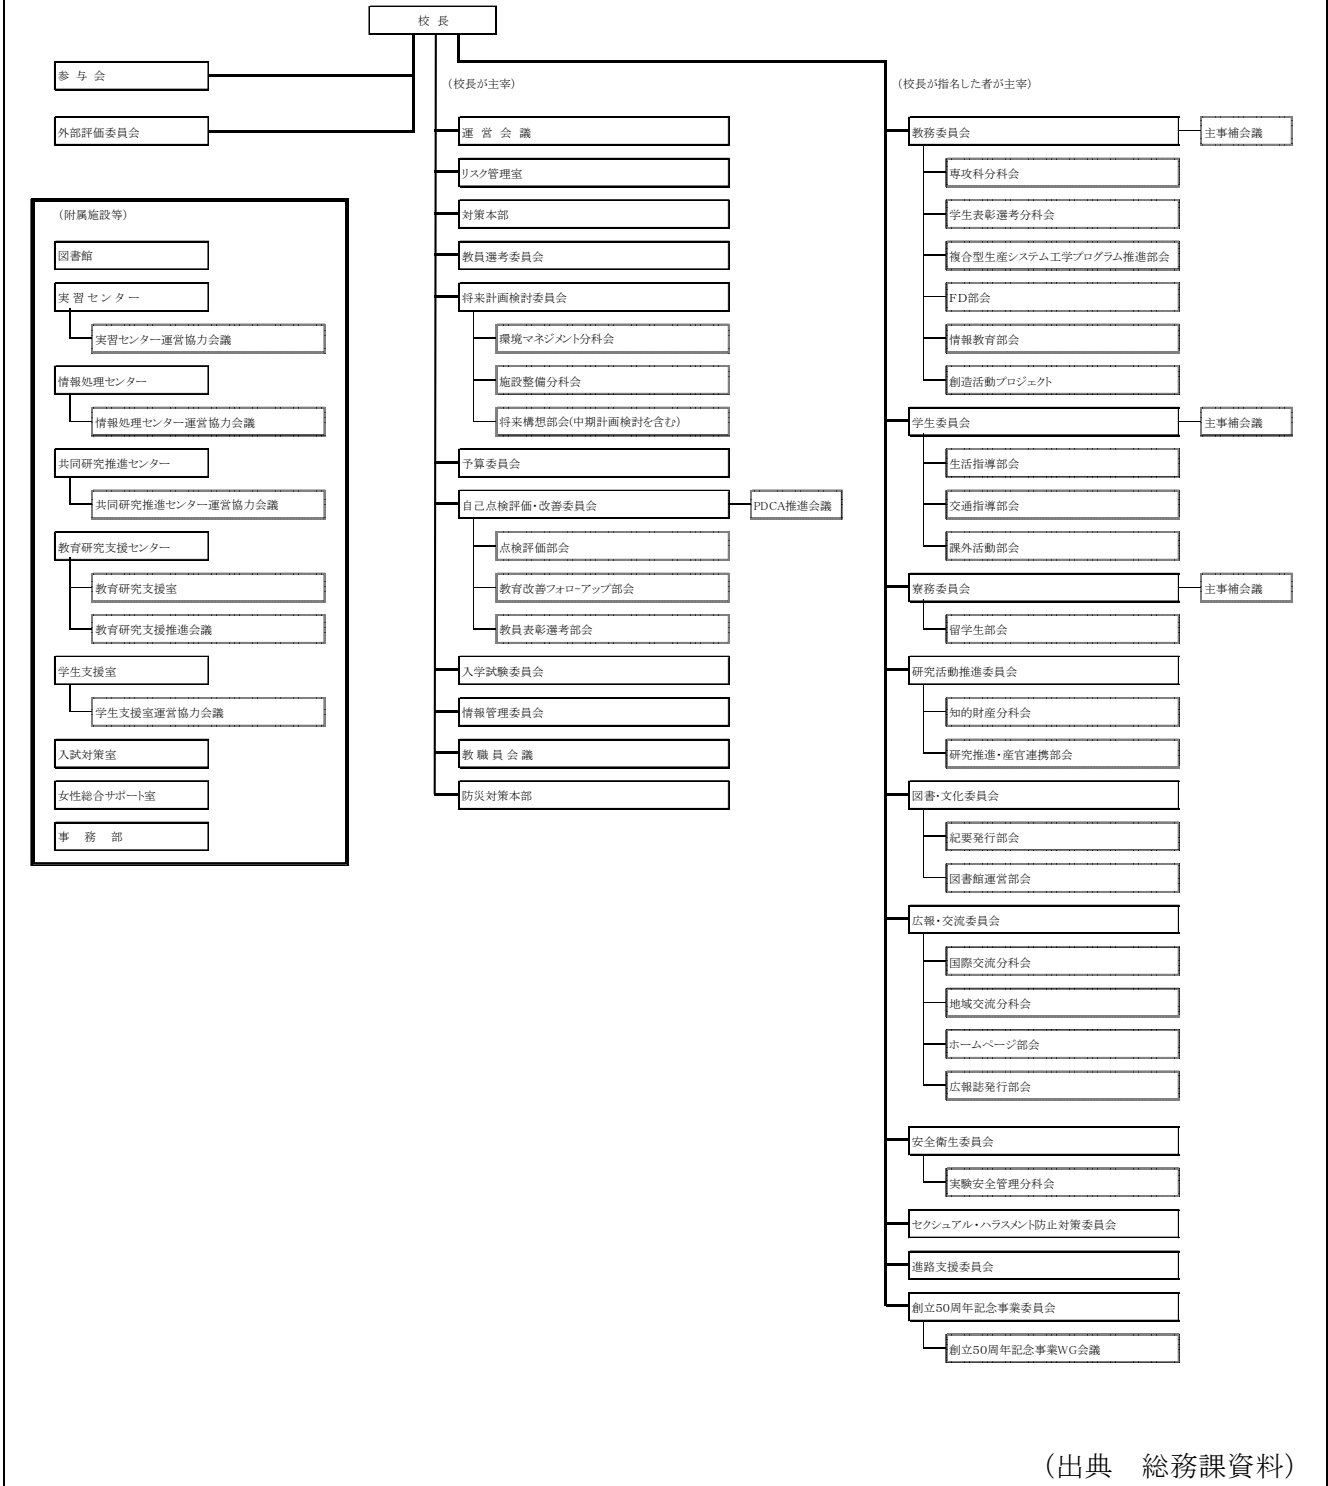 校 長
参 与 会
外部評価委員会
(附属施設等)
図書館
実習センター
実習センター運営協力会議
情報処理センター
情報処理センター運営協力会議
共同研究推進センター
共同研究推進センター運営協力会議
教育研究支援センター
教育研究支援室
教育研究支援推進会議
学生支援室
学生支援室運営協力会議
入試対策室
女性総合サポート室
事 務 部
(校長が主宰)
運 営 会 議
リスク管理室
対策本部
教員選考委員会
将来計画検討委員会
環境マネジメント分科会
施設整備分科会
将来構想部会(中期計画検討を含む)
予算委員会
自己点検評価・改善委員会
PDCA推進会議
点検評価部会
教育改善フォローアップ部会
教員表彰選考部会
入学試験委員会
情報管理委員会
教 職 員 会 議
防災対策本部
(校長が指名した者が主宰)
教務委員会
主事補会議
専攻科分科会
学生表彰選考分科会
複合型生産システム工学プログラム推進部会
FD部会
情報教育部会
創造活動プロジェクト
学生委員会
主事補会議
生活指導部会
交通指導部会
課外活動部会
寮務委員会
主事補会議
留学生部会
研究活動推進委員会
知的財産分科会
研究推進・産官連携部会
図書・文化委員会
紀要発行部会
図書館運営部会
広報・交流委員会
国際交流分科会
地域交流分科会
ホームページ部会
広報誌発行部会
安全衛生委員会
実験安全管理分科会
セクシュアル・ハラスメント防止対策委員会
進路支援委員会
創立50周年記念事業委員会
創立50周年記念事業WG会議
(出典 総務課資料)